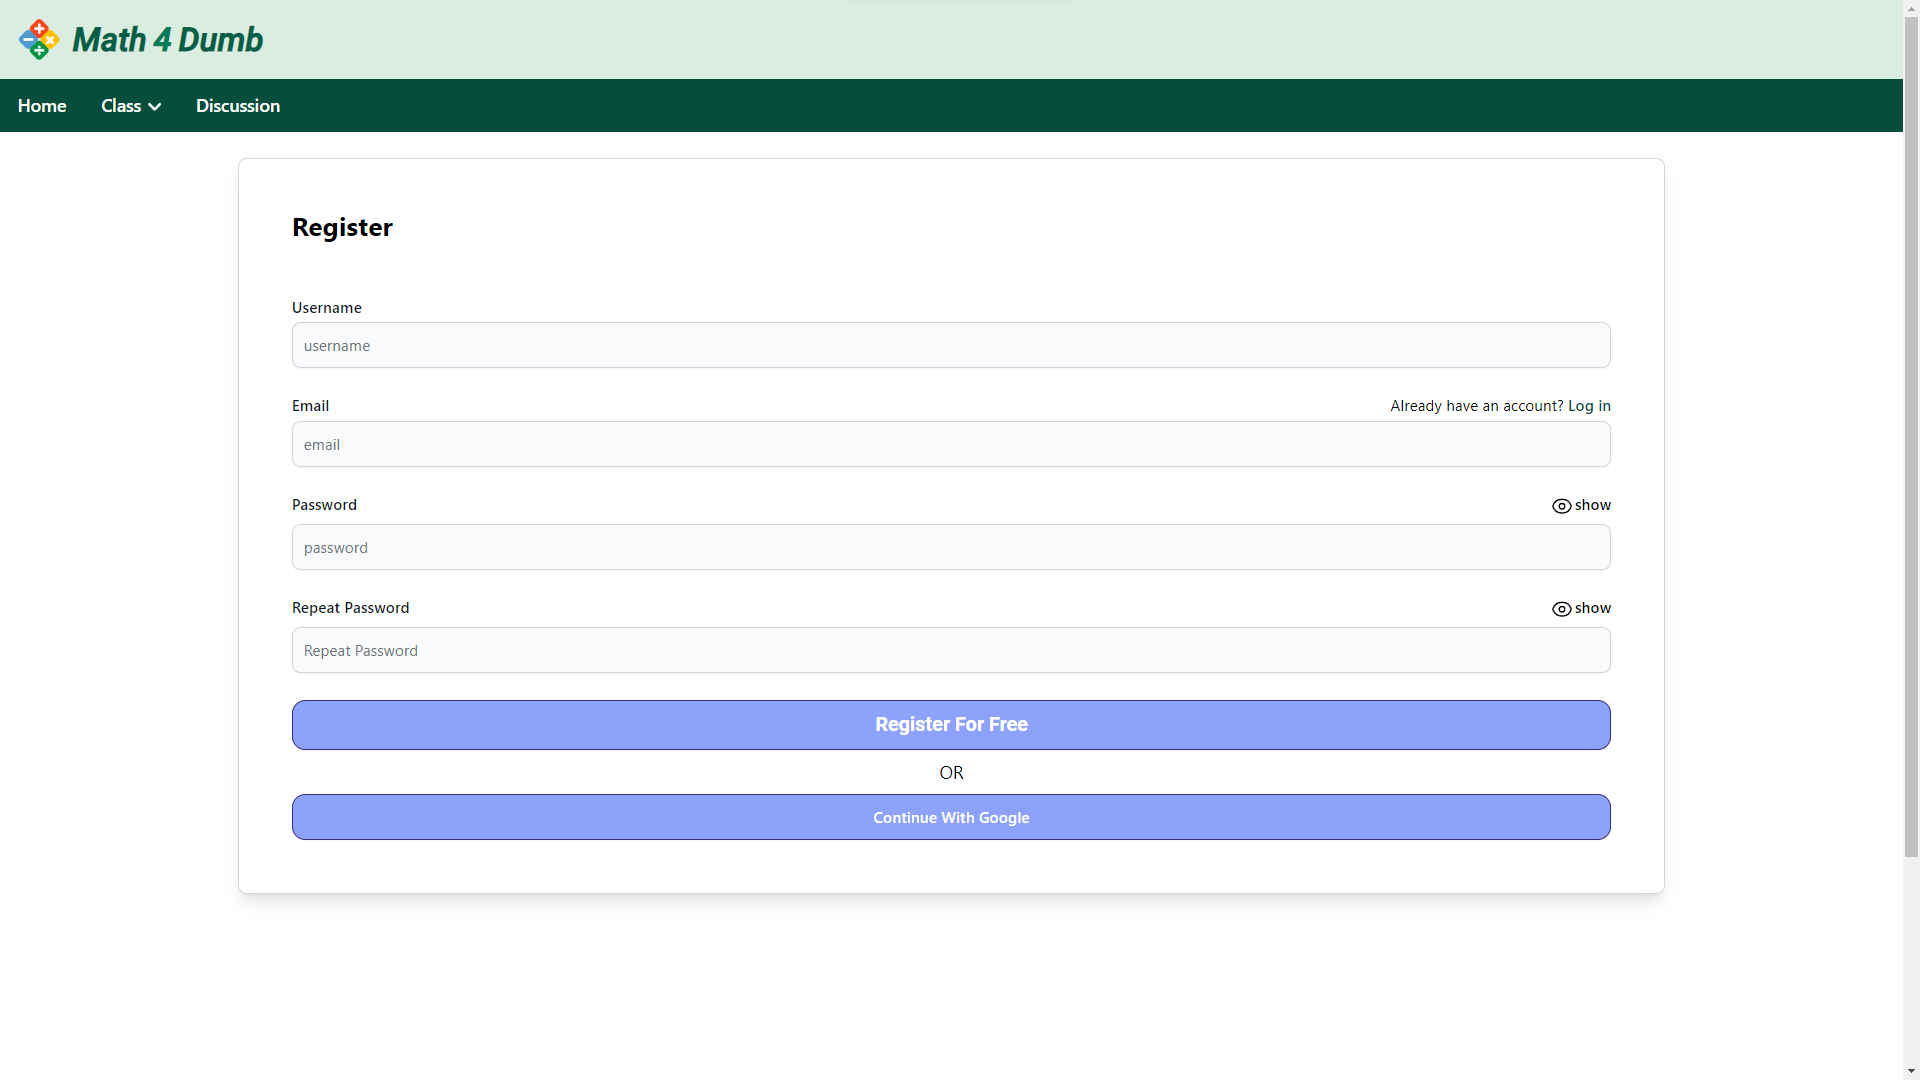 Math 4 Dumb
Home Class Discussion
Register
Username
username
Email Already have an account? Log in
email
Password show
password
Repeat Password show
Repeat Password
Register For Free
OR
Continue With Google